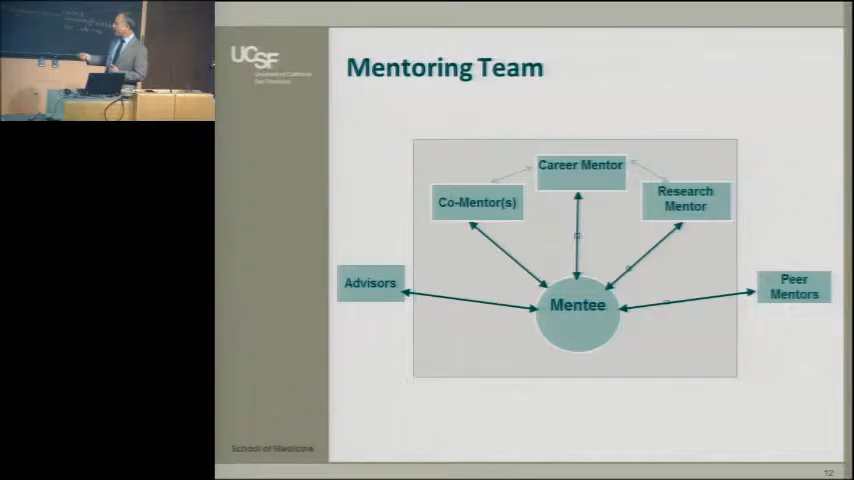 UCSF
University of California
San Francisco
Mentoring Team
Career Mentor
Co-Mentor(s)
Research
Mentor
Advisors
Peer
Mentors
Mentee
School of Medicine
12